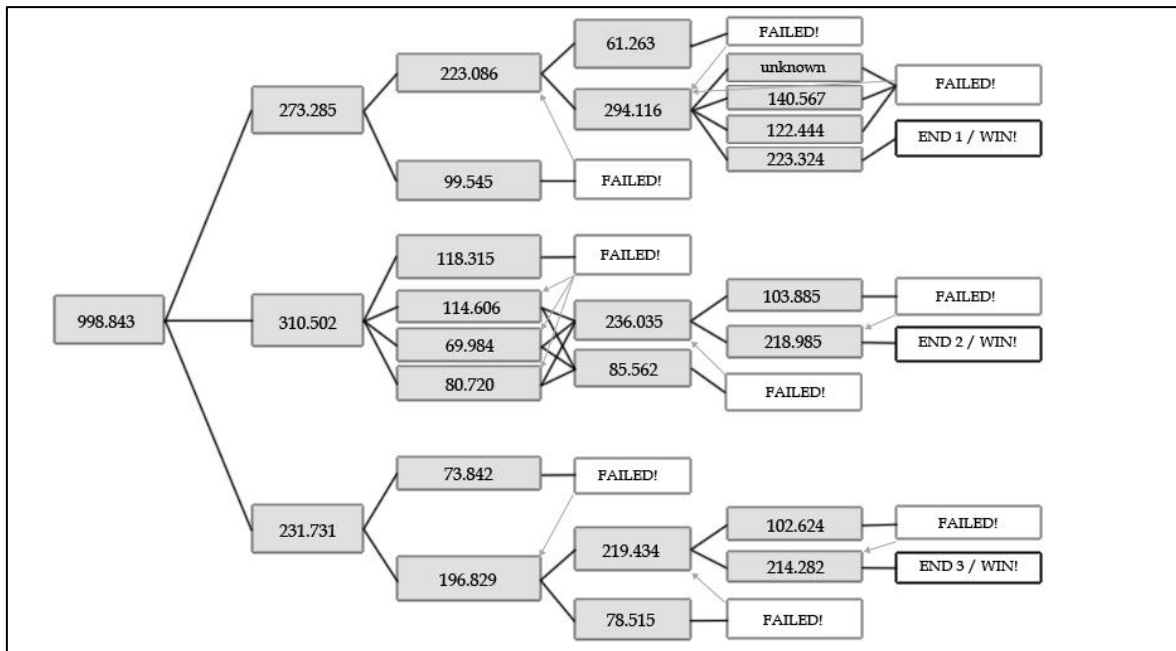 998.843
273.285
310.502
231.731
223.086
99.545
118.315
114.606
69.984
80.720
73.842
196.829
61.263
294.116
FAILED!
FAILED!
236.035
85.562
FAILED!
219.434
78.515
FAILED!
unknown
140.567
122.444
223.324
103.885
218.985
FAILED!
102.624
214.282
FAILED!
FAILED!
END 1 / WIN!
FAILED!
END 2 / WIN!
FAILED!
END 3 / WIN!